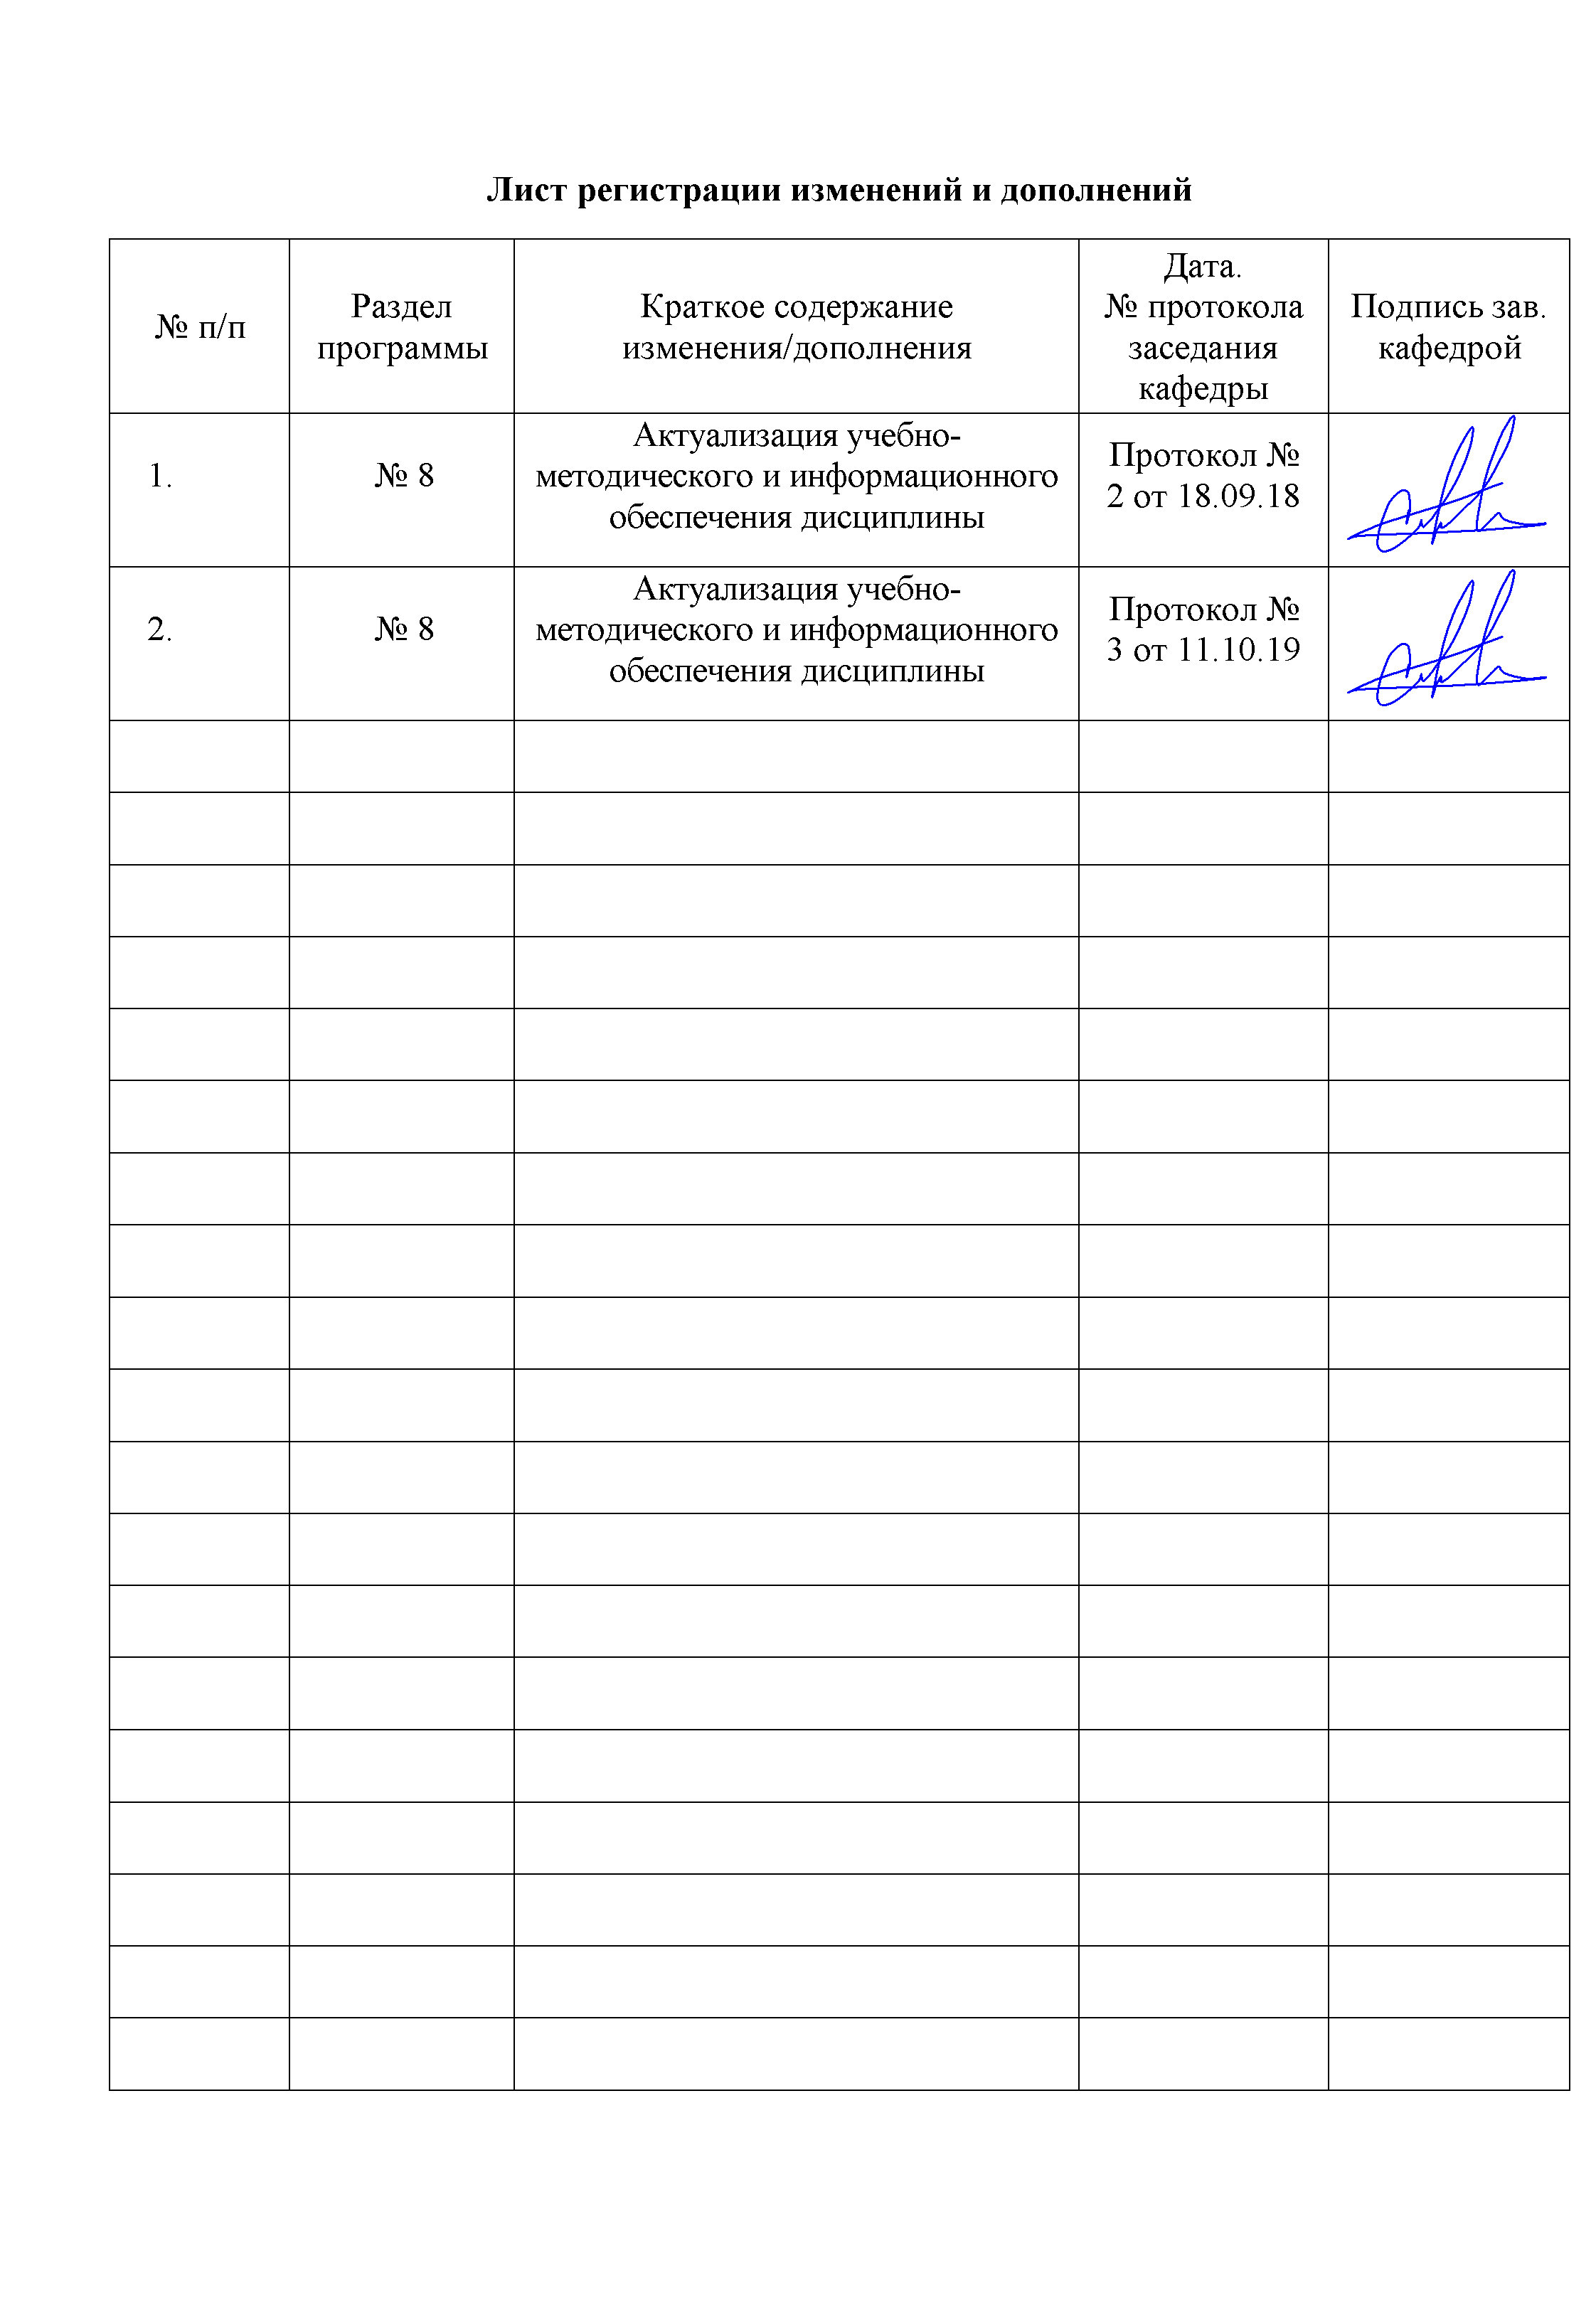 Лист регистрации изменений и дополнений
№ п/п
Раздел
программы
Краткое содержание
изменения/дополнения
Дата.
№ протокола
заседания
кафедры
Подпись зав.
кафедрой
1.
№ 8
Актуализация учебно-
методического и информационного
обеспечения дисциплины
Протокол №
2 от 18.09.18
2.
№ 8
Актуализация учебно-
методического и информационного
обеспечения дисциплины
Протокол №
3 от 11.10.19